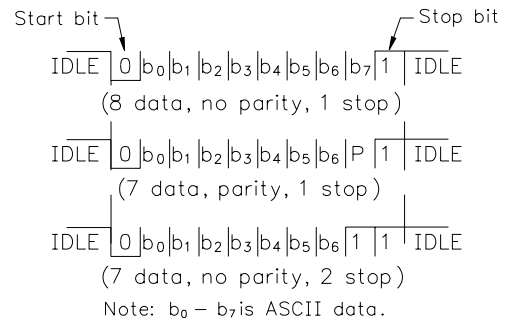 Start bit Stop bit
IDLE 0 b₀ b₁ b₂ b₃ b₄ b₅ b₆ b₇ 1 IDLE
(8 data, no parity, 1 stop)
IDLE 0 b₀ b₁ b₂ b₃ b₄ b₅ b₆ P 1 IDLE
(7 data, parity, 1 stop)
IDLE 0 b₀ b₁ b₂ b₃ b₄ b₅ b₆ 1 1 IDLE
(7 data, no parity, 2 stop)
Note: b₀ – b₇ is ASCII data.